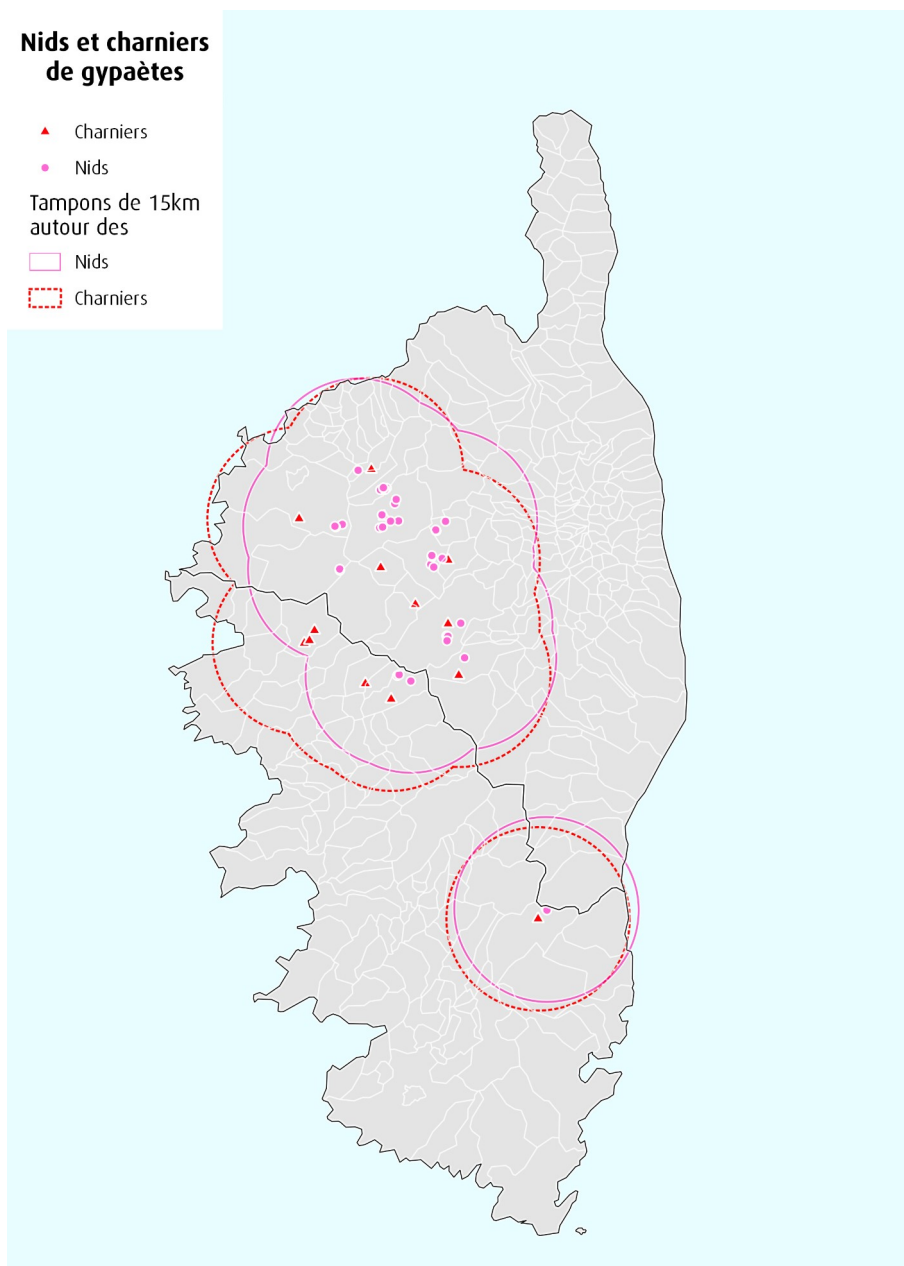 Nids et charniers
de gypaètes
Charniers
Nids
Tampons de 15km
autour des
Nids
Charniers